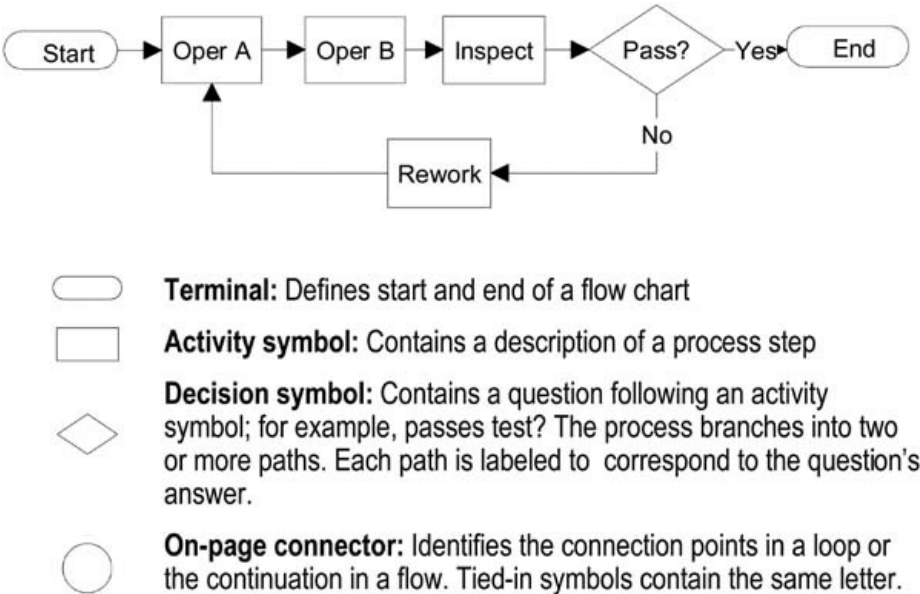 Start
Oper A
Oper B
Inspect
Pass?
Yes
End
No
Rework
Terminal: Defines start and end of a flow chart
Activity symbol: Contains a description of a process step
Decision symbol: Contains a question following an activity
symbol; for example, passes test? The process branches into two
or more paths. Each path is labeled to correspond to the question's
answer.
On-page connector: Identifies the connection points in a loop or
the continuation in a flow. Tied-in symbols contain the same letter.